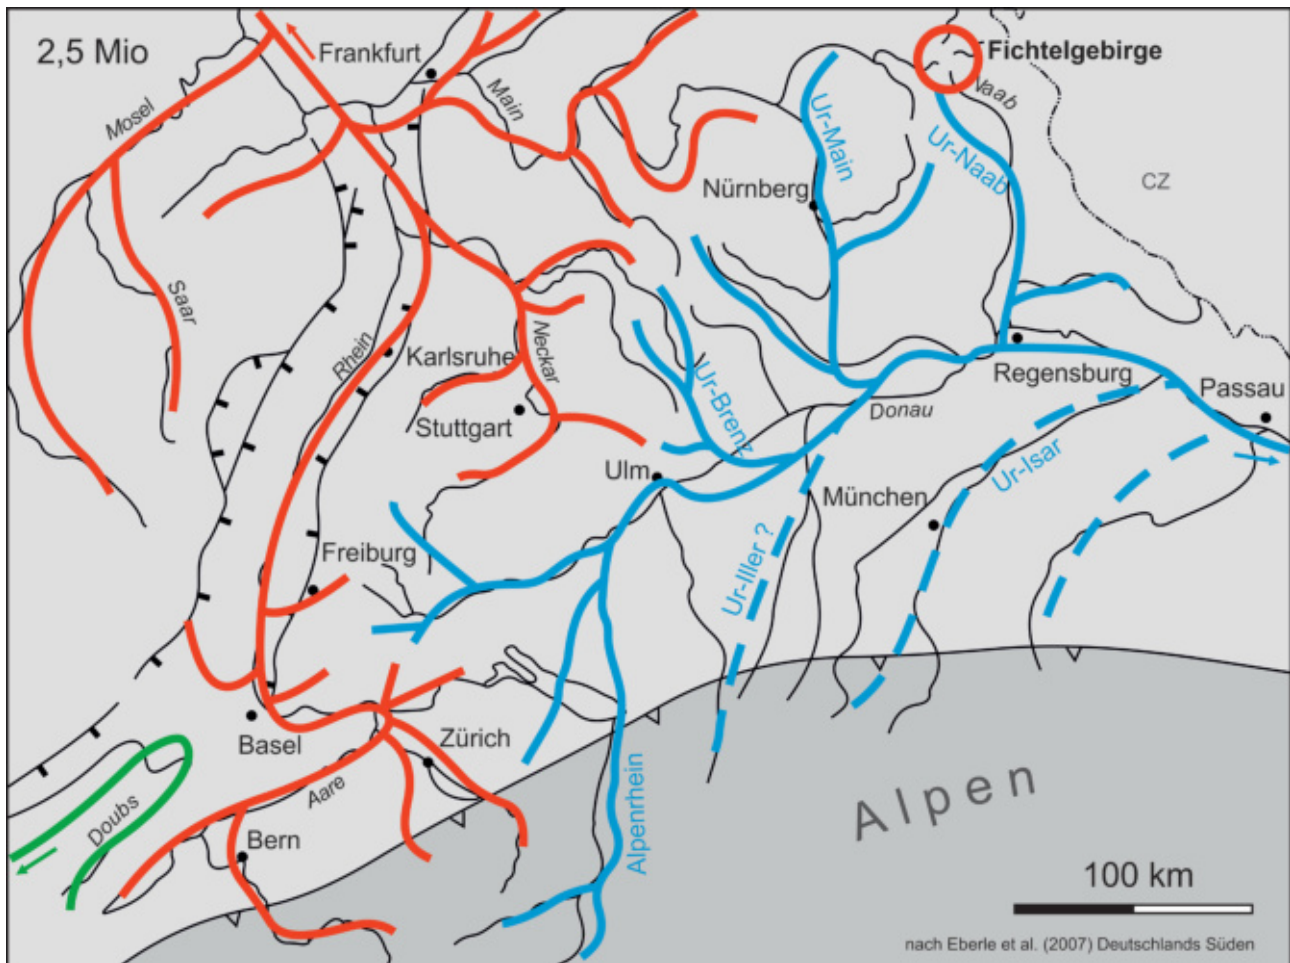 2,5 Mio
Frankfurt
Fichtelgebirge
Mosel
Main
Naab
Ur-Main
Ur-Naab
CZ
Nürnberg
Saar
Rhein
Neckar
Karlsruhe
Stuttgart
Ur-Brenz
Donau
Regensburg
Passau
Ulm
Ur-Isar
München
Freiburg
Ur-Iller ?
Basel
Zürich
Aare
Doubs
Bern
Alpenrhein
Alpen
100 km
nach Eberle et al. (2007) Deutschlands Süden